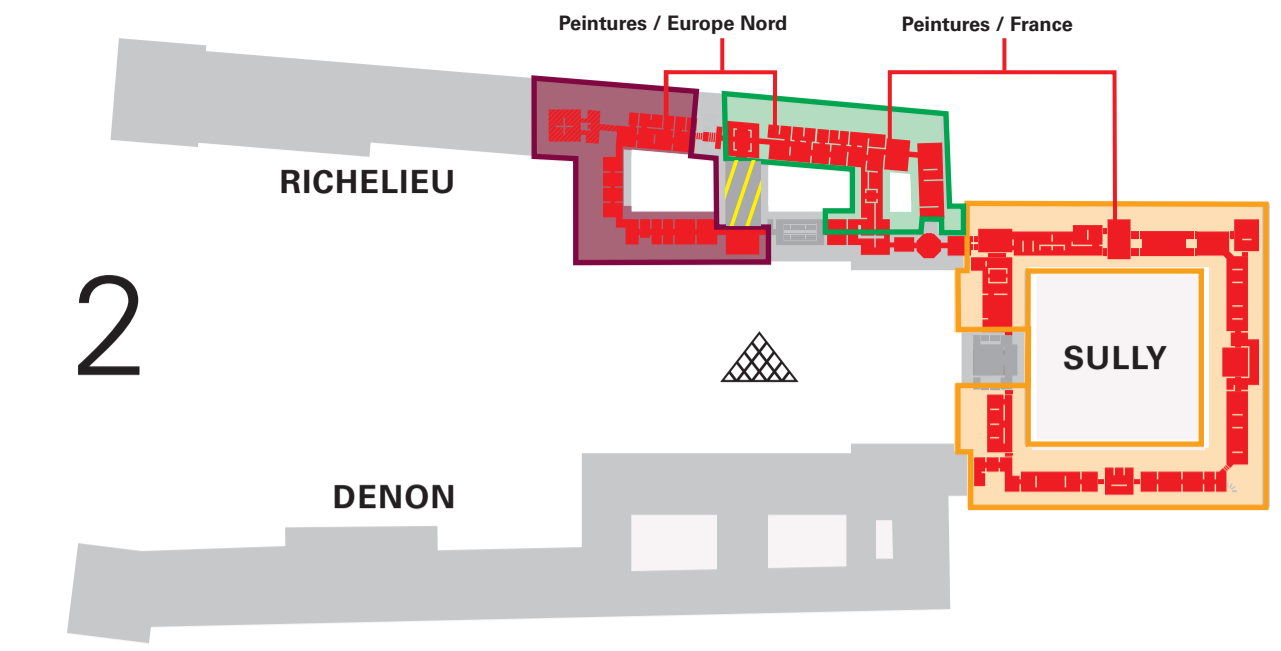 Peintures / Europe Nord
Peintures / France
RICHELIEU
2
SULLY
DENON